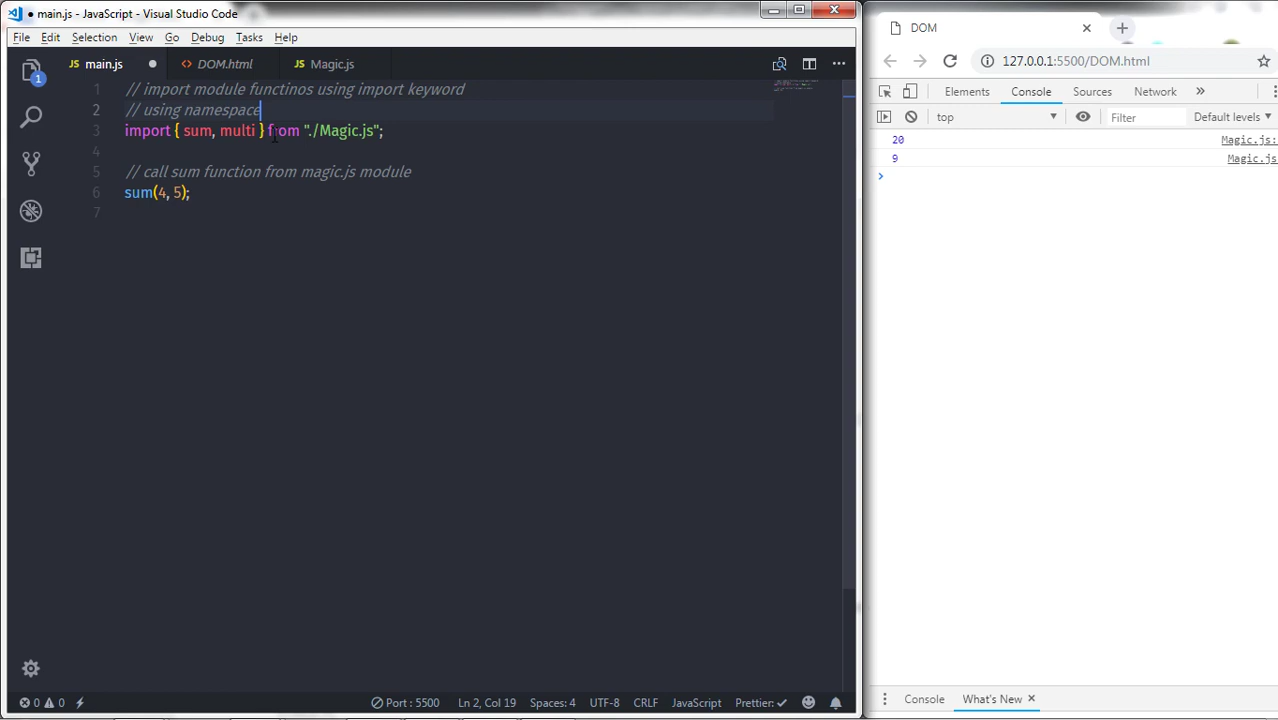 main.js - JavaScript - Visual Studio Code
File Edit Selection View Go Debug Tasks Help
1
JS main.js
<> DOM.html
JS Magic.js
1 // import module functinos using import keyword
2 // using namespace
3 import { sum, multi } from "./Magic.js";
4
5 // call sum function from magic.js module
6 sum(4, 5);
7
0 0 Port : 5500 Ln 2, Col 19 Spaces: 4 UTF-8 CRLF JavaScript Prettier: ✓
DOM
127.0.0.1:5500/DOM.html
Elements Console Sources Network »
top Filter Default levels ▼
20 Magic.js:
9 Magic.js
>
Console What's New ×